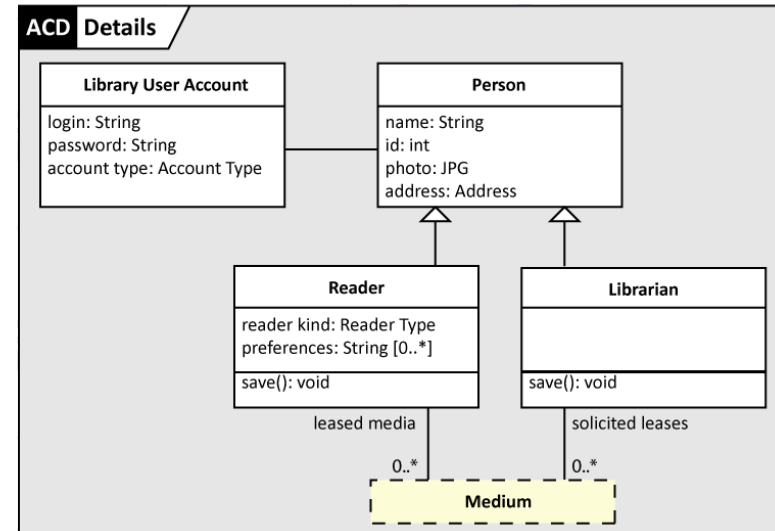 ACD Details
Library User Account
login: String
password: String
account type: Account Type
Person
name: String
id: int
photo: JPG
address: Address
Reader
reader kind: Reader Type
preferences: String [0..*]
save(): void
Librarian
save(): void
leased media
solicited leases
0..*
0..*
Medium